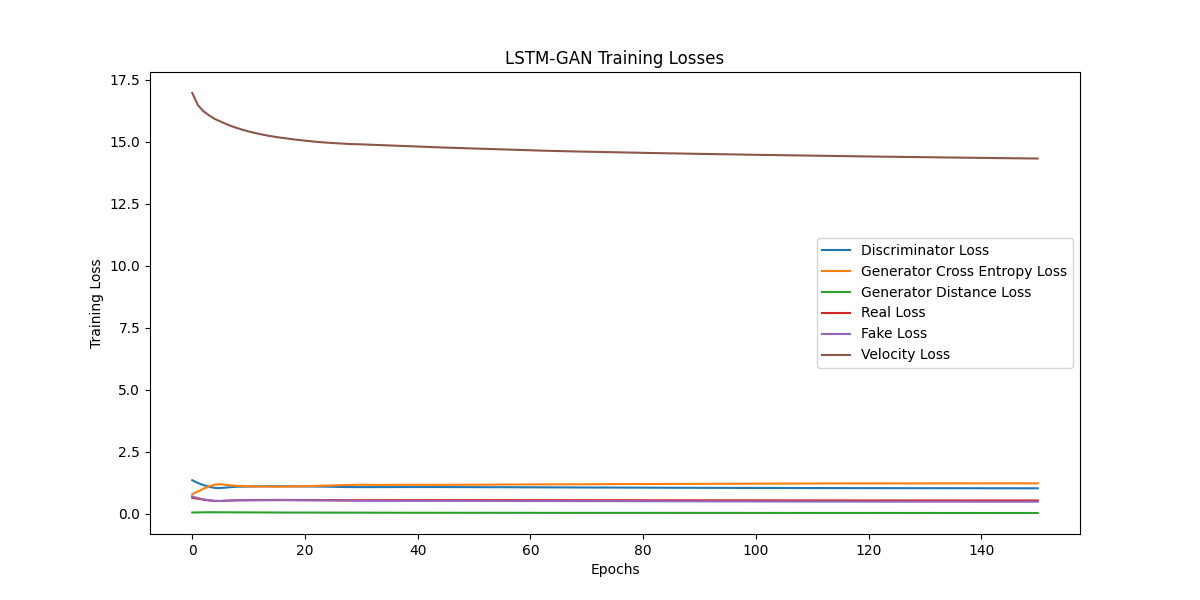 LSTM-GAN Training Losses
17.5
15.0
12.5
10.0
7.5
5.0
2.5
0.0
Training Loss
Discriminator Loss
Generator Cross Entropy Loss
Generator Distance Loss
Real Loss
Fake Loss
Velocity Loss
0 20 40 60 80 100 120 140
Epochs